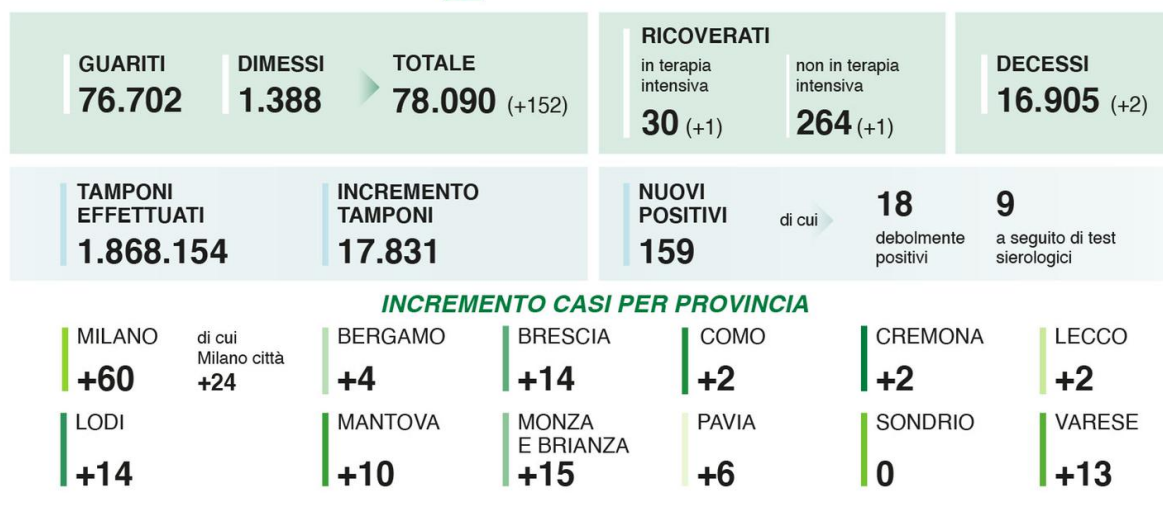 GUARITI
76.702
DIMESSI
1.388
TOTALE
78.090 (+152)
RICOVERATI
in terapia
intensiva
30 (+1)
non in terapia
intensiva
264 (+1)
DECESSI
16.905 (+2)
TAMPONI
EFFETTUATI
1.868.154
INCREMENTO
TAMPONI
17.831
NUOVI
POSITIVI
159
di cui
18
debolmente
positivi
9
a seguito di test
sierologici
INCREMENTO CASI PER PROVINCIA
MILANO
+60
di cui
Milano città
+24
BERGAMO
+4
BRESCIA
+14
COMO
+2
CREMONA
+2
LECCO
+2
LODI
+14
MANTOVA
+10
MONZA
E BRIANZA
+15
PAVIA
+6
SONDRIO
0
VARESE
+13